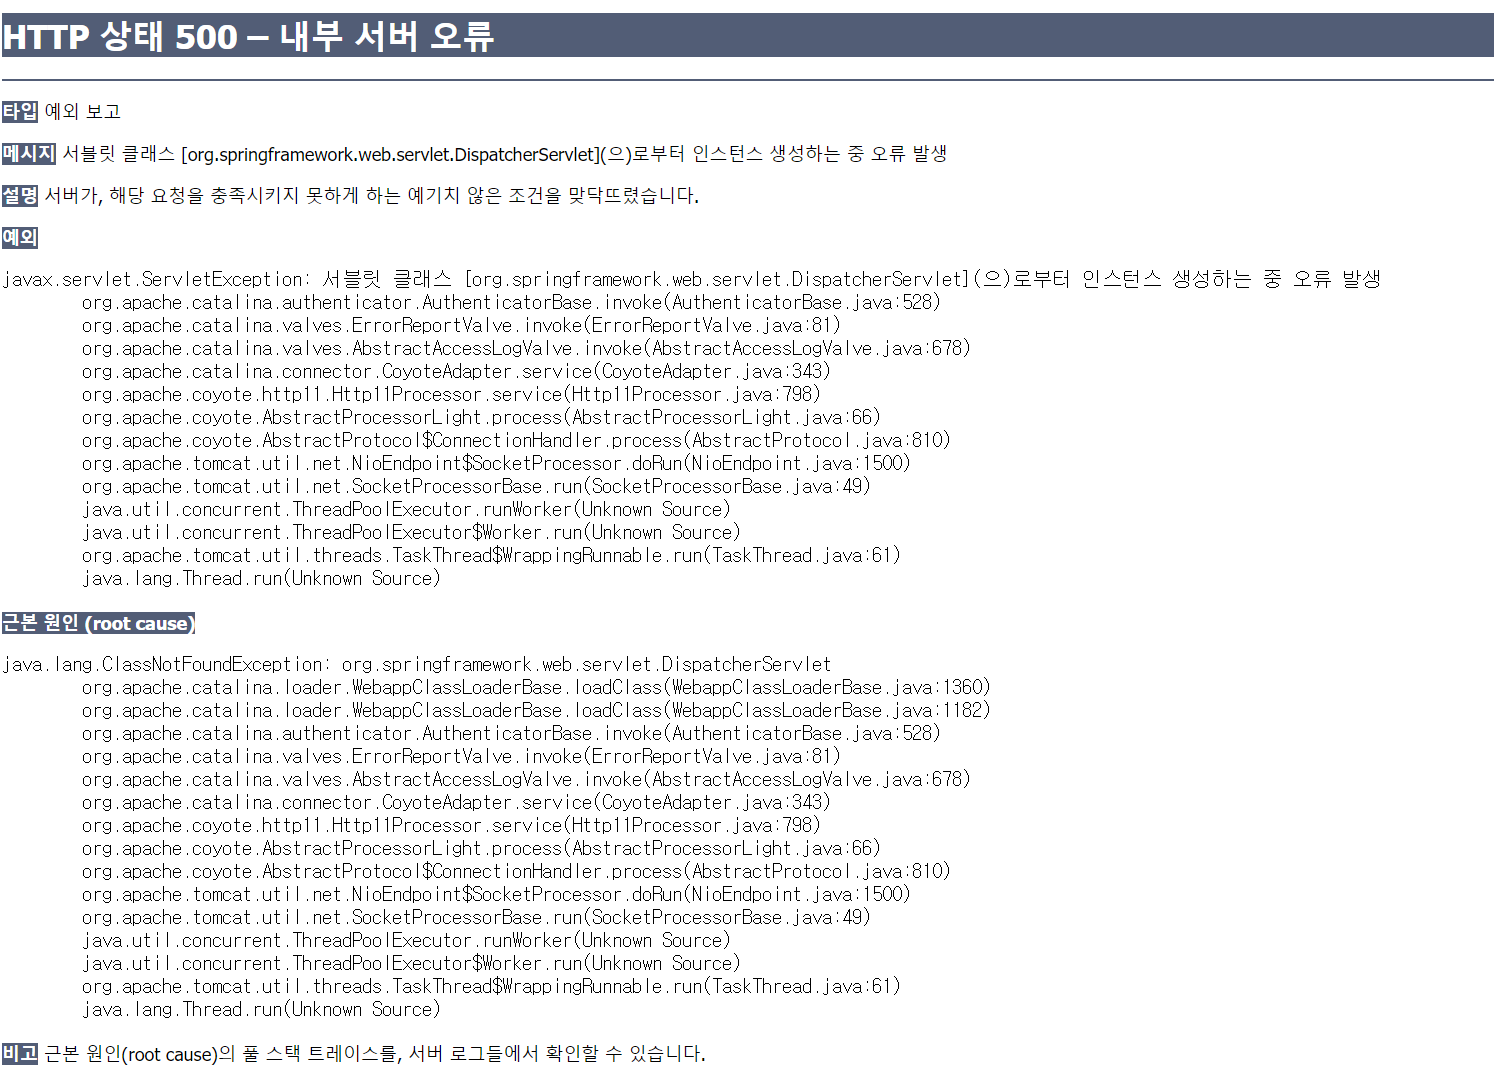 HTTP 상태 500 – 내부 서버 오류
타입 예외 보고
메시지 서블릿 클래스 [org.springframework.web.servlet.DispatcherServlet](으)로부터 인스턴스 생성하는 중 오류 발생
설명 서버가, 해당 요청을 충족시키지 못하게 하는 예기치 않은 조건을 맞닥뜨렸습니다.
예외
javax.servlet.ServletException: 서블릿 클래스 [org.springframework.web.servlet.DispatcherServlet](으)로부터 인스턴스 생성하는 중 오류 발생
org.apache.catalina.authenticator.AuthenticatorBase.invoke(AuthenticatorBase.java:528)
org.apache.catalina.valves.ErrorReportValve.invoke(ErrorReportValve.java:81)
org.apache.catalina.valves.AbstractAccessLogValve.invoke(AbstractAccessLogValve.java:678)
org.apache.catalina.connector.CoyoteAdapter.service(CoyoteAdapter.java:343)
org.apache.coyote.http11.Http11Processor.service(Http11Processor.java:798)
org.apache.coyote.AbstractProcessorLight.process(AbstractProcessorLight.java:66)
org.apache.coyote.AbstractProtocol$ConnectionHandler.process(AbstractProtocol.java:810)
org.apache.tomcat.util.net.NioEndpoint$SocketProcessor.doRun(NioEndpoint.java:1500)
org.apache.tomcat.util.net.SocketProcessorBase.run(SocketProcessorBase.java:49)
java.util.concurrent.ThreadPoolExecutor.runWorker(Unknown Source)
java.util.concurrent.ThreadPoolExecutor$Worker.run(Unknown Source)
org.apache.tomcat.util.threads.TaskThread$WrappingRunnable.run(TaskThread.java:61)
java.lang.Thread.run(Unknown Source)
근본 원인 (root cause)
java.lang.ClassNotFoundException: org.springframework.web.servlet.DispatcherServlet
org.apache.catalina.loader.WebappClassLoaderBase.loadClass(WebappClassLoaderBase.java:1360)
org.apache.catalina.loader.WebappClassLoaderBase.loadClass(WebappClassLoaderBase.java:1182)
org.apache.catalina.authenticator.AuthenticatorBase.invoke(AuthenticatorBase.java:528)
org.apache.catalina.valves.ErrorReportValve.invoke(ErrorReportValve.java:81)
org.apache.catalina.valves.AbstractAccessLogValve.invoke(AbstractAccessLogValve.java:678)
org.apache.catalina.connector.CoyoteAdapter.service(CoyoteAdapter.java:343)
org.apache.coyote.http11.Http11Processor.service(Http11Processor.java:798)
org.apache.coyote.AbstractProcessorLight.process(AbstractProcessorLight.java:66)
org.apache.coyote.AbstractProtocol$ConnectionHandler.process(AbstractProtocol.java:810)
org.apache.tomcat.util.net.NioEndpoint$SocketProcessor.doRun(NioEndpoint.java:1500)
org.apache.tomcat.util.net.SocketProcessorBase.run(SocketProcessorBase.java:49)
java.util.concurrent.ThreadPoolExecutor.runWorker(Unknown Source)
java.util.concurrent.ThreadPoolExecutor$Worker.run(Unknown Source)
org.apache.tomcat.util.threads.TaskThread$WrappingRunnable.run(TaskThread.java:61)
java.lang.Thread.run(Unknown Source)
비고 근본 원인(root cause)의 풀 스택 트레이스를, 서버 로그들에서 확인할 수 있습니다.